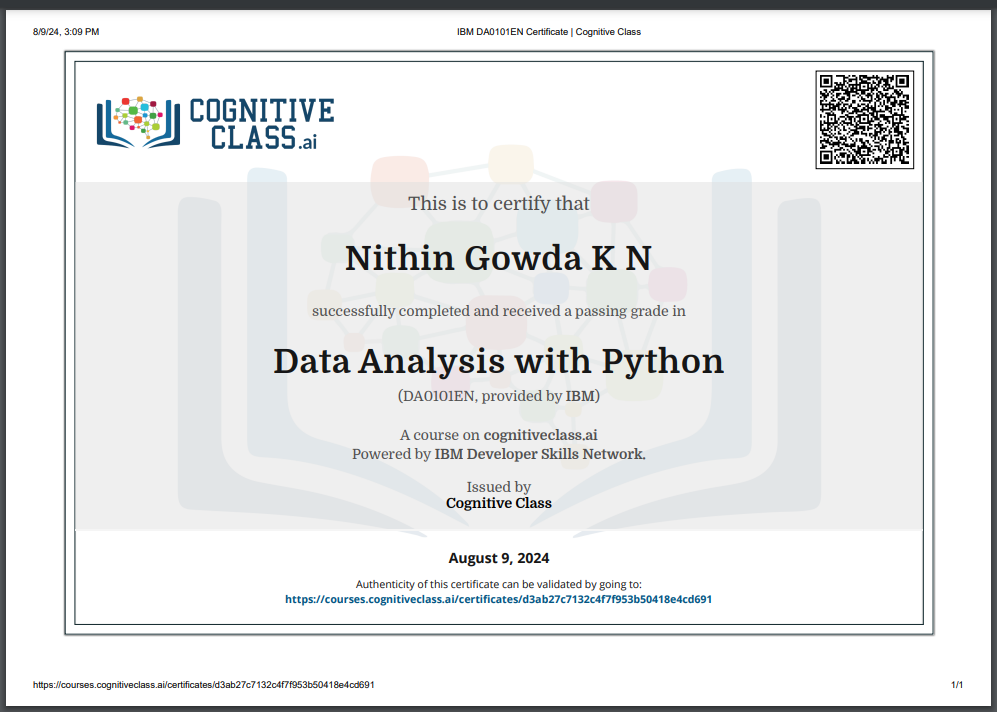 8/9/24, 3:09 PM
IBM DA0101EN Certificate | Cognitive Class
COGNITIVE
CLASS.ai
This is to certify that
Nithin Gowda K N
successfully completed and received a passing grade in
Data Analysis with Python
(DA0101EN, provided by IBM)
A course on cognitiveclass.ai
Powered by IBM Developer Skills Network.
Issued by
Cognitive Class
August 9, 2024
Authenticity of this certificate can be validated by going to:
https://courses.cognitiveclass.ai/certificates/d3ab27c7132c4f7f953b50418e4cd691
https://courses.cognitiveclass.ai/certificates/d3ab27c7132c4f7f953b50418e4cd691
1/1